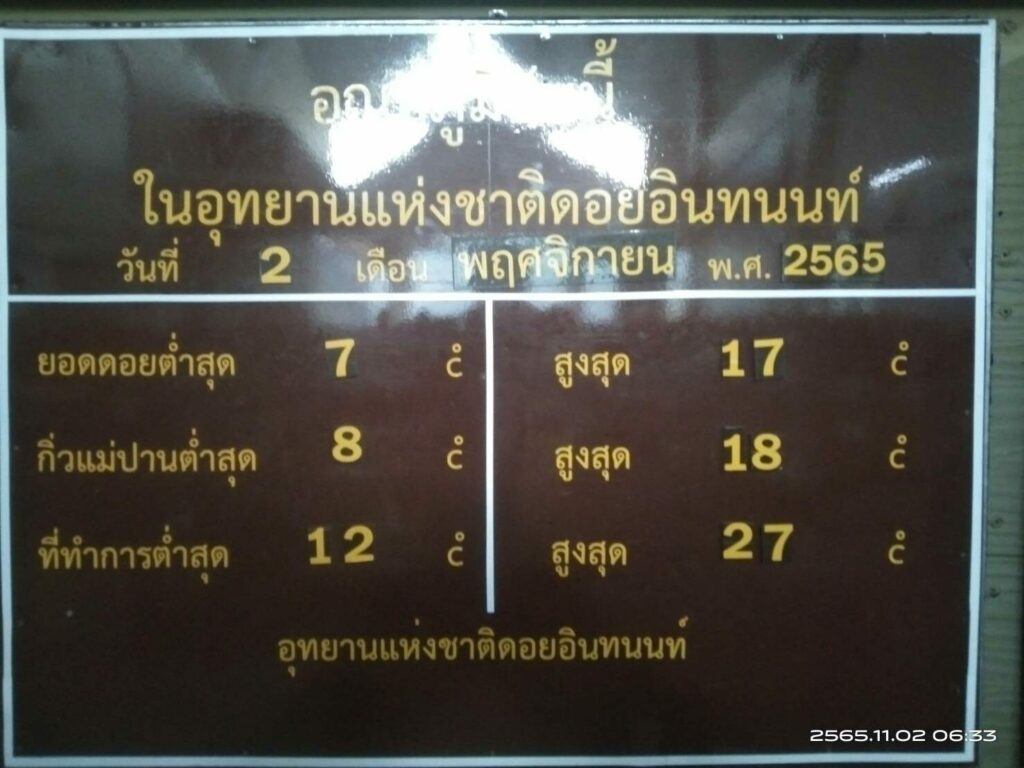 ในอุทยานแห่งชาติดอยอินทนนท์
วันที่ 2 เดือน พฤศจิกายน พ.ศ. 2565
ยอดดอยต่ำสุด 7 C° สูงสุด 17 C°
กิ่วแม่ปานต่ำสุด 8 C° สูงสุด 18 C°
ที่ทำการต่ำสุด 12 C° สูงสุด 27 C°
อุทยานแห่งชาติดอยอินทนนท์
2565.11.02 06:33